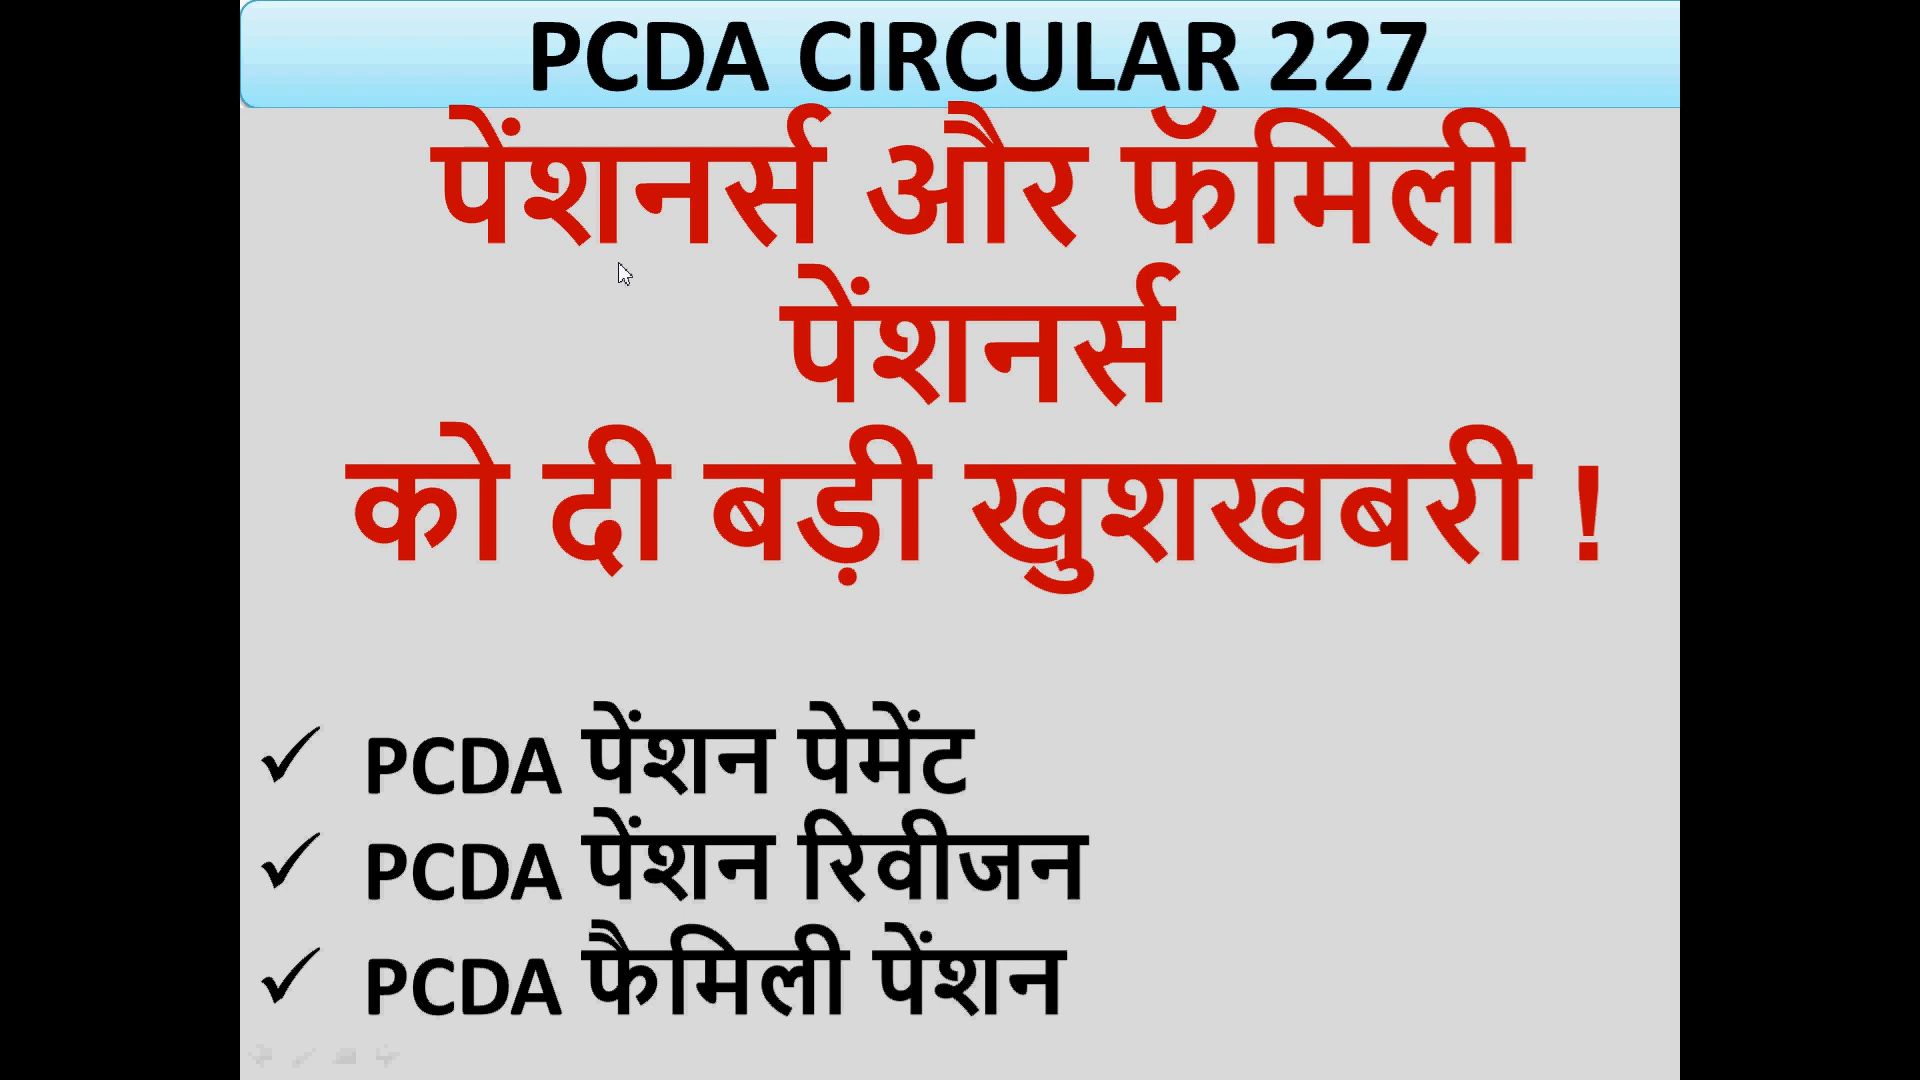 PCDA CIRCULAR 227
पेंशनर्स और फॅमिली
पेंशनर्स
को दी बड़ी खुशखबरी !
✓ PCDA पेंशन पेमेंट
✓ PCDA पेंशन रिवीजन
✓ PCDA फैमिली पेंशन